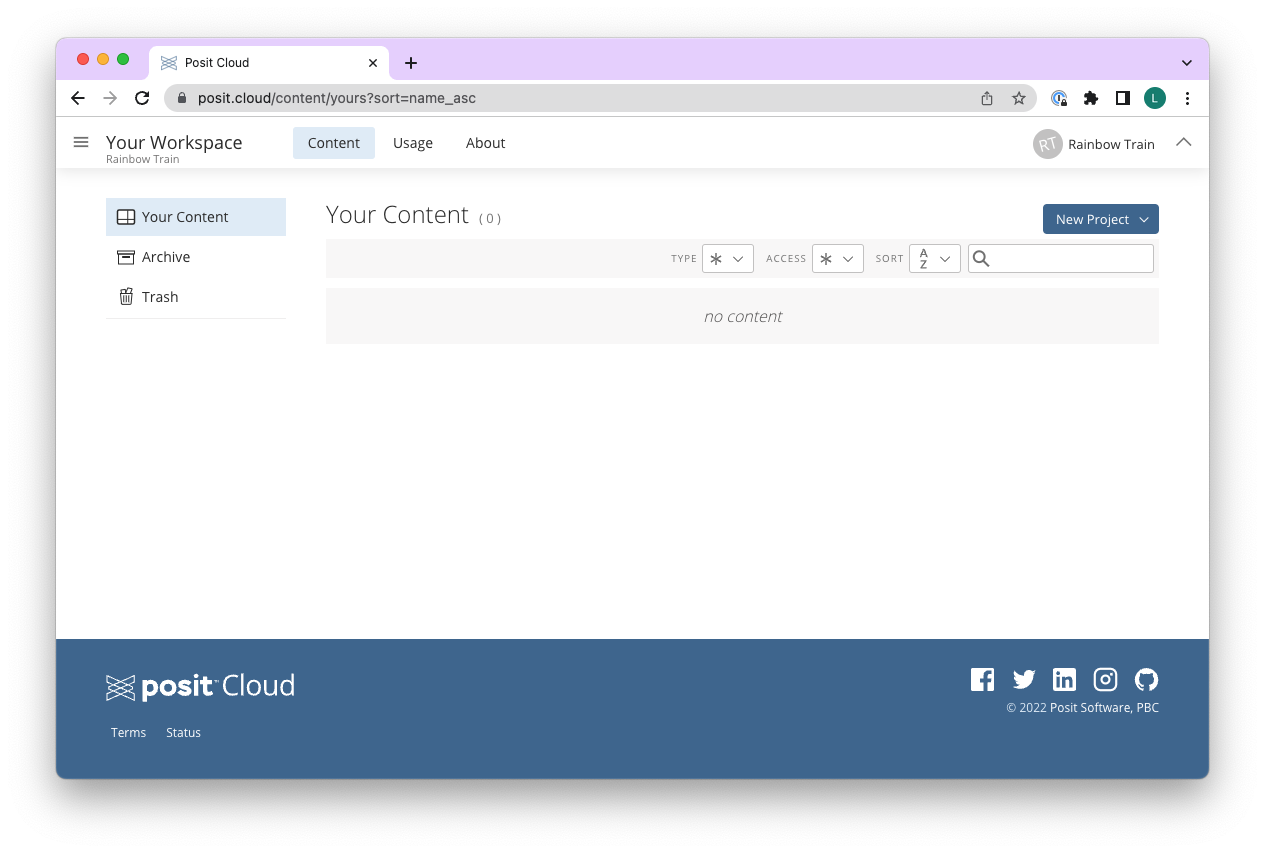 Posit Cloud
posit.cloud/content/yours?sort=name_asc
L
Your Workspace
Rainbow Train
Content
Usage
About
RT
Rainbow Train
Your Content
Archive
Trash
Your Content ( 0 )
New Project
TYPE
ACCESS
SORT
A
Z
no content
posit™ Cloud
Terms
Status
© 2022 Posit Software, PBC